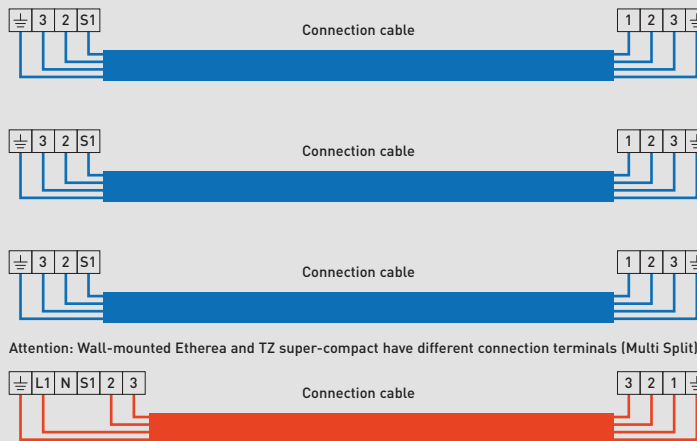 ⏚ 3 2 S1 Connection cable 1 2 3 ⏚
⏚ 3 2 S1 Connection cable 1 2 3 ⏚
⏚ 3 2 S1 Connection cable 1 2 3 ⏚
Attention: Wall-mounted Etherea and TZ super-compact have different connection terminals (Multi Split)
⏚ L1 N S1 2 3 Connection cable 3 2 1 ⏚